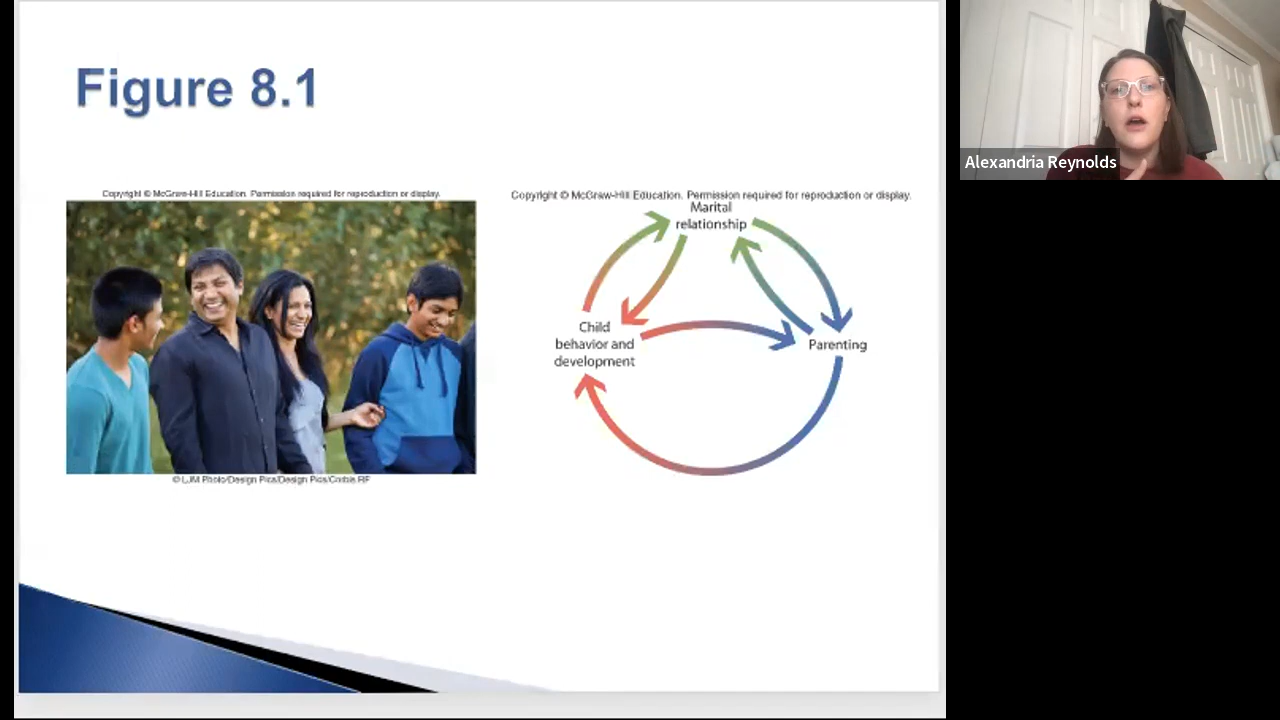 Figure 8.1
Copyright © McGraw-Hill Education. Permission required for reproduction or display.
© LJM Photo/Design Pics/Design Pics/Corbis RF
Copyright © McGraw-Hill Education. Permission required for reproduction or display.
Marital
relationship
Child
behavior and
development
Parenting
Alexandria Reynolds